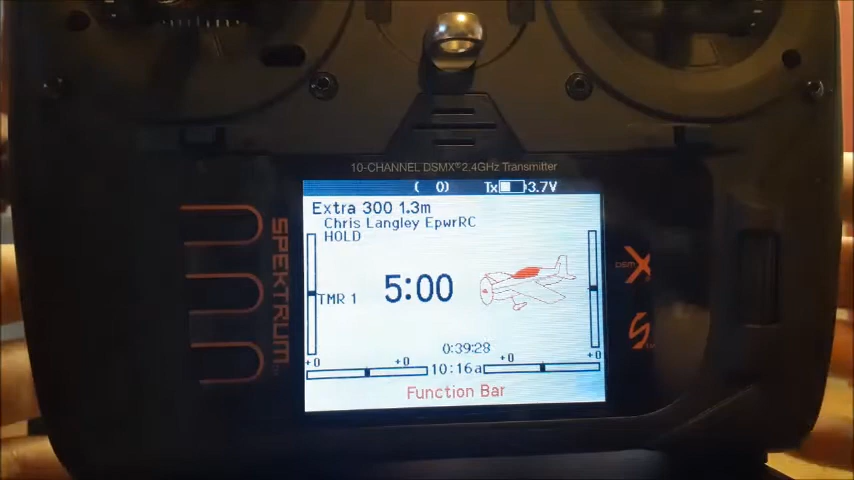 10-CHANNEL DSMX® 2.4GHz Transmitter
( 0) Tx 3.7V
Extra 300 1.3m
Chris Langley EpwrRC
HOLD
TMR 1 5:00
0:39:28
+0 +0 +0 +0
10:16a
Function Bar
SPEKTRUM
DSM X